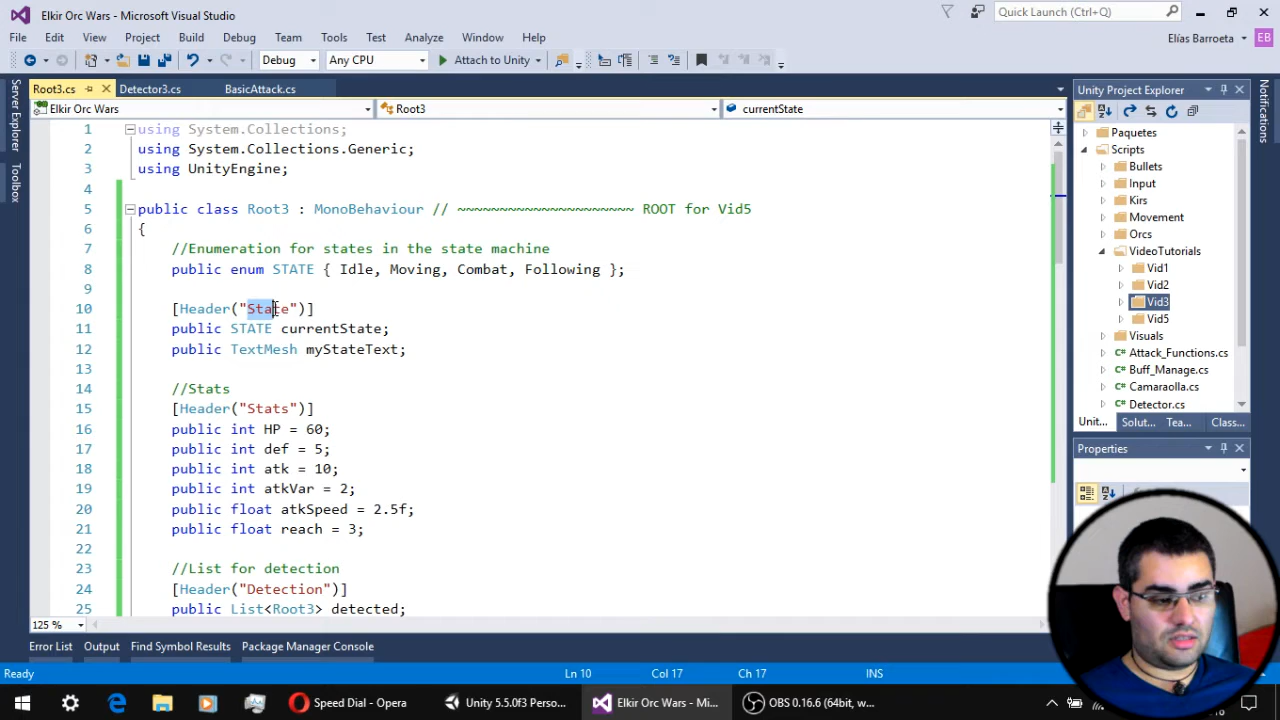 Elkir Orc Wars - Microsoft Visual Studio
Quick Launch (Ctrl+Q)
File Edit View Project Build Debug Team Tools Test Analyze Window Help
Elías Barroeta EB
Debug Any CPU Attach to Unity
Root3.cs Detector3.cs BasicAttack.cs
Elkir Orc Wars Root3 currentState
Server Explorer
Toolbox
1 using System.Collections;
2 using System.Collections.Generic;
3 using UnityEngine;
4
5 public class Root3 : MonoBehaviour // ~~~~~~~~~~~~~~~~~~~~~ ROOT for Vid5
6 {
7 //Enumeration for states in the state machine
8 public enum STATE { Idle, Moving, Combat, Following };
9
10 [Header("State")]
11 public STATE currentState;
12 public TextMesh myStateText;
13
14 //Stats
15 [Header("Stats")]
16 public int HP = 60;
17 public int def = 5;
18 public int atk = 10;
19 public int atkVar = 2;
20 public float atkSpeed = 2.5f;
21 public float reach = 3;
22
23 //List for detection
24 [Header("Detection")]
25 public List<Root3> detected;
125 %
Unity Project Explorer
Paquetes
Scripts
Bullets
Input
Kirs
Movement
Orcs
VideoTutorials
Vid1
Vid2
Vid3
Vid5
Visuals
Attack_Functions.cs
Buff_Manage.cs
Camaraolla.cs
Detector.cs
Unit... Solut... Tea... Class...
Properties
Notifications
Error List Output Find Symbol Results Package Manager Console
Ready Ln 10 Col 17 Ch 17 INS
Speed Dial - Opera Unity 5.5.0f3 Person... Elkir Orc Wars - Mi... OBS 0.16.6 (64bit, w...